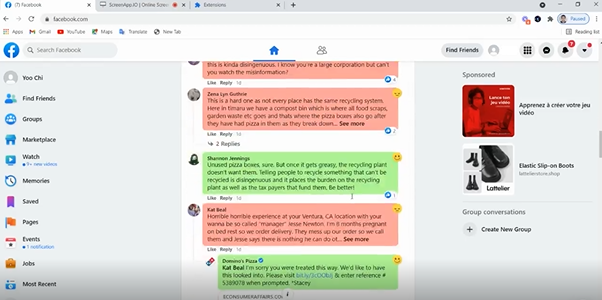 (7) Facebook
ScreenApp.IO | Online Scree
Extensions
facebook.com
Paused
Apps
Gmail
YouTube
Maps
Translate
New Tab
Reading list
Search Facebook
Find Friends
Yoo Chi
Find Friends
Groups
Marketplace
Watch
9+ new videos
Memories
Saved
Pages
Events
1 notification
Jobs
Most Recent
this is kinda disingenuous. I know you're a large corporation but can't
you watch the misinformation?
Like Reply 1d
Zena Lyn Guthrie
This is a hard one as not every place has the same recycling system.
Here in timaru we have a compost bin which is where all food scraps,
garden waste etc goes and thats where the pizza boxes also go after
they have had pizza in them as they break down... See more
Like Reply 1d
2 Replies
Shannon Jennings
Unused pizza boxes, sure. But once it gets greasy, the recycling plant
doesn't want them. Telling people to recycle something that can't be
recycled is disingenuous and it places the burden on the recycling
plant as well as the tax payers that fund them. Be better!
Like Reply 1d
Kat Beal
Horrible horrible experience at your Ventura, CA location with your
wanna be so called "manager" Jesse Newton. I'm 8 months pregnant
on bed rest so we order delivery. They mess up our order so we call
them and Jesse says there is nothing he can do ot... See more
Like Reply 1d
Domino's Pizza
Kat Beal I'm sorry you were treated this way. We'd like to have
this looked into. Please visit & enter reference #
5389078 when prompted. *Stacey
ECONSUMERAFFAIRS.CO
Sponsored
Lance ton
jeu vidéo
Apprenez à créer votre jeu
vidéo
Lattelier
Elastic Slip-on Boots
lattelierstore.shop
Group conversations
Create New Group